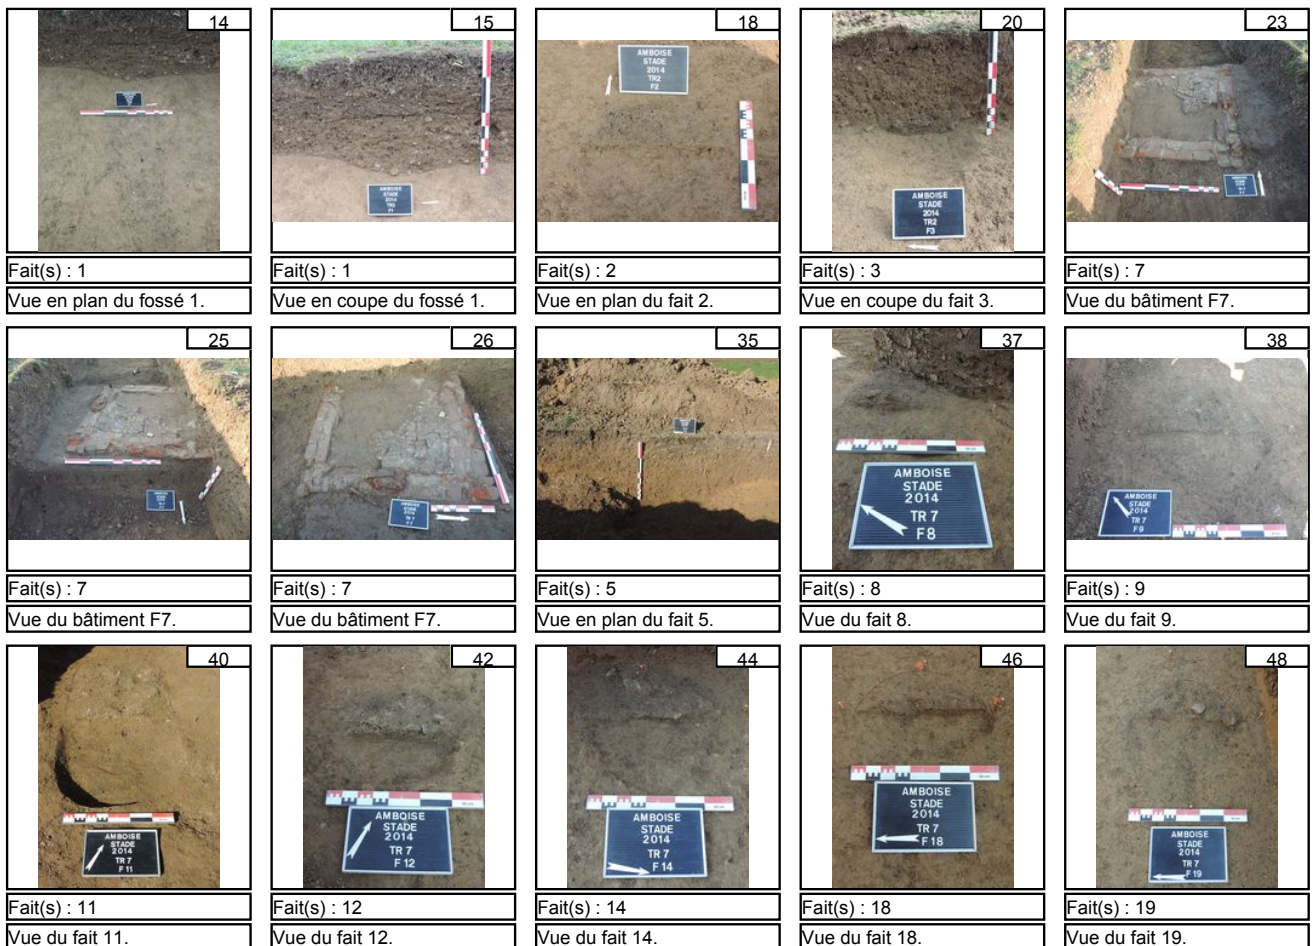 14
15
18
20
23
AMBOISE
STADE
2014
TR2
F1
AMBOISE
STADE
2014
TR2
F2
AMBOISE
STADE
2014
TR2
F3
Fait(s) : 1
Fait(s) : 1
Fait(s) : 2
Fait(s) : 3
Fait(s) : 7
Vue en plan du fossé 1.
Vue en coupe du fossé 1.
Vue en plan du fait 2.
Vue en coupe du fait 3.
Vue du bâtiment F7.
25
26
35
37
38
AMBOISE
STADE
2014
TR 7
F8
AMBOISE
STADE
2014
TR 7
F9
Fait(s) : 7
Fait(s) : 7
Fait(s) : 5
Fait(s) : 8
Fait(s) : 9
Vue du bâtiment F7.
Vue du bâtiment F7.
Vue en plan du fait 5.
Vue du fait 8.
Vue du fait 9.
40
42
44
46
48
AMBOISE
STADE
2014
TR 7
F 11
AMBOISE
STADE
2014
TR 7
F 12
AMBOISE
STADE
2014
TR 7
F 14
AMBOISE
STADE
2014
TR 7
F 18
AMBOISE
STADE
2014
TR 7
F 19
Fait(s) : 11
Fait(s) : 12
Fait(s) : 14
Fait(s) : 18
Fait(s) : 19
Vue du fait 11.
Vue du fait 12.
Vue du fait 14.
Vue du fait 18.
Vue du fait 19.